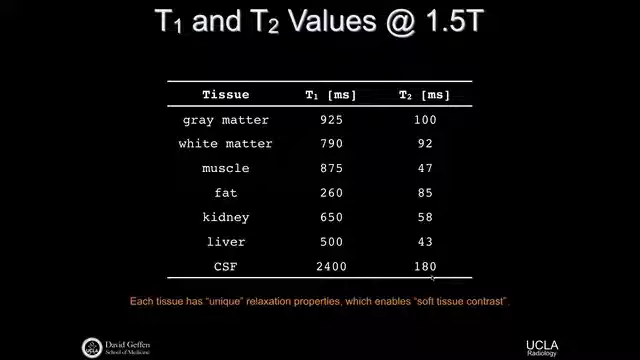 T₁ and T₂ Values @ 1.5T
Tissue T₁ [ms] T₂ [ms]
gray matter 925 100
white matter 790 92
muscle 875 47
fat 260 85
kidney 650 58
liver 500 43
CSF 2400 180
Each tissue has “unique” relaxation properties, which enables “soft tissue contrast”.
UCLA
David Geffen
School of Medicine
UCLA
Radiology